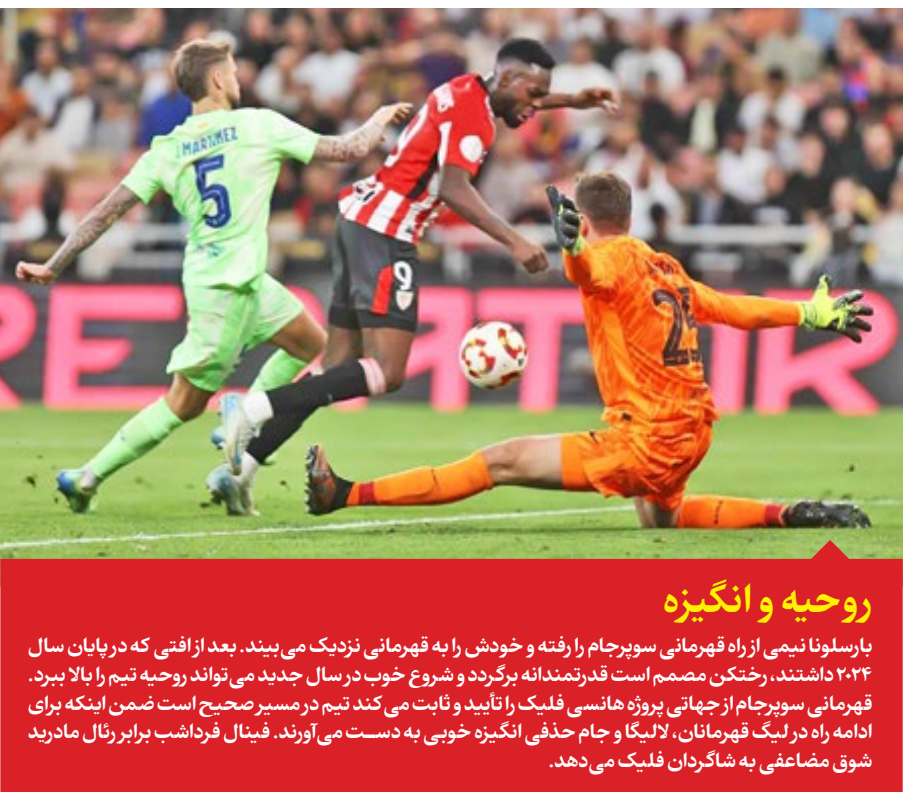 MARTINEZ
5
9
25
روحیه و انگیزه
بارسلونا نیمی از راه قهرمانی سوپرجام را رفته و خودش را به قهرمانی نزدیک می‌بیند. بعد از افتی که در پایان سال
۲۰۲۴ داشتند، رختکن مصمم است قدرتمندانه برگردد و شروع خوب در سال جدید می‌تواند روحیه تیم را بالا ببرد.
قهرمانی سوپرجام از جهاتی پروژه هانسی فلیک را تأیید و ثابت می‌کند تیم در مسیر صحیح است ضمن اینکه برای
ادامه راه در لیگ قهرمانان، لالیگا و جام حذفی انگیزه خوبی به دست می‌آورند. فینال فرداشب برابر رئال مادرید
شوق مضاعفی به شاگردان فلیک می‌دهد.